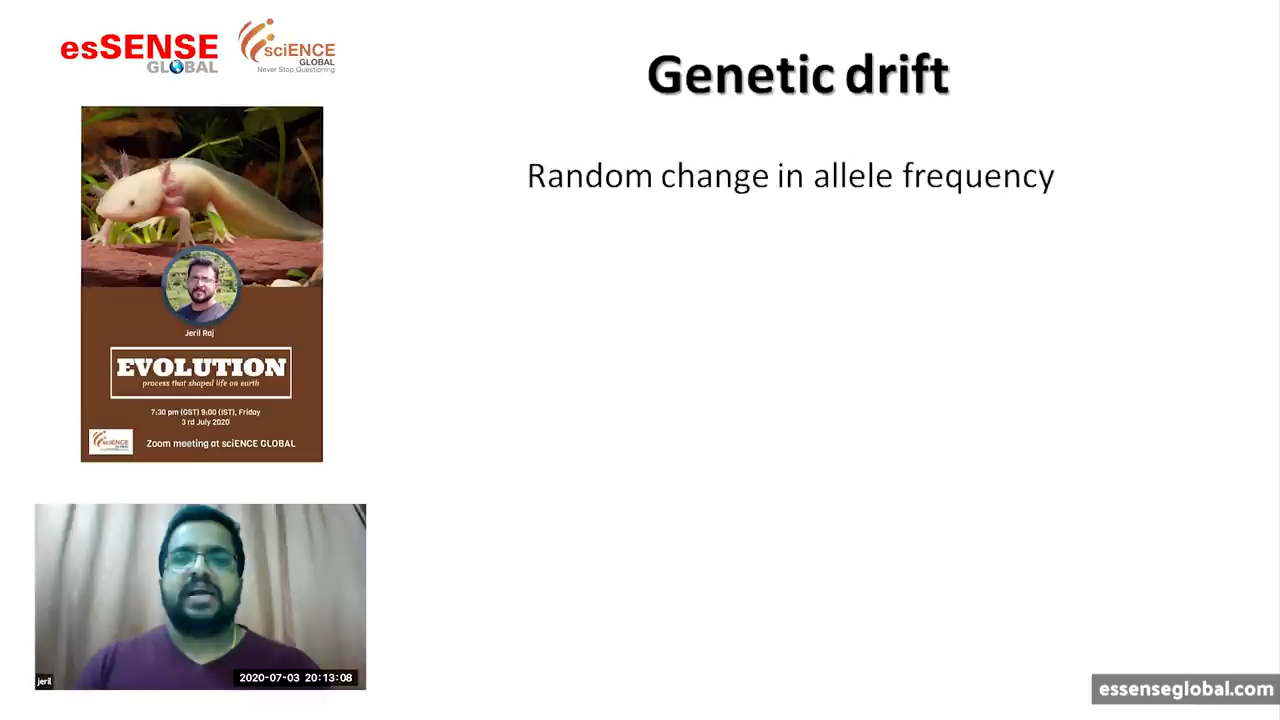 esSENSE
GLOBAL
sciENCE
GLOBAL
Never Stop Questioning
Genetic drift
Random change in allele frequency
Jeril Raj
EVOLUTION
process that shaped life on earth
7:30 pm (GST) 9:00 (IST), Friday
3 rd July 2020
sciENCE
Zoom meeting at sciENCE GLOBAL
jeril
2020-07-03 20:13:08
essenseglobal.com